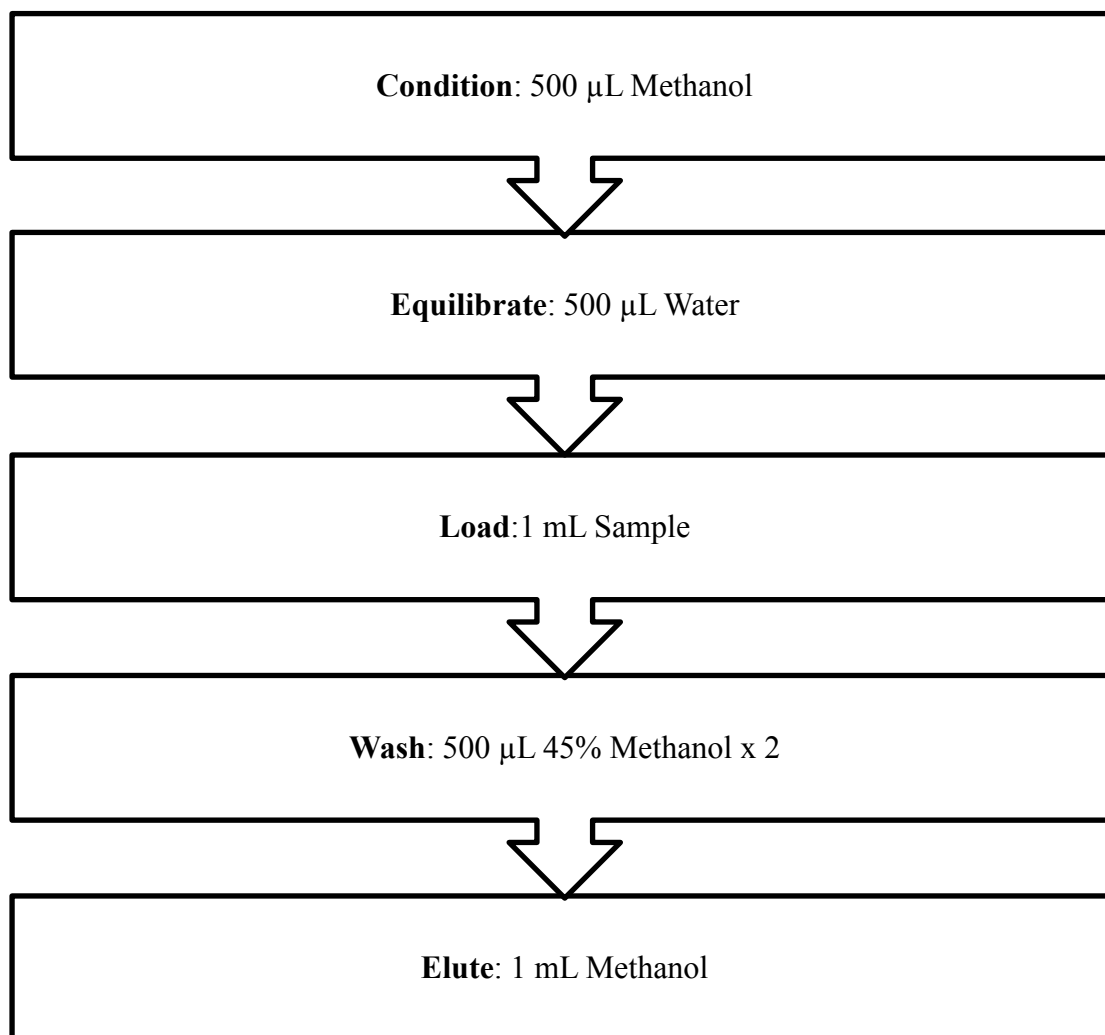 Condition: 500 µL Methanol
Equilibrate: 500 µL Water
Load:1 mL Sample
Wash: 500 µL 45% Methanol x 2
Elute: 1 mL Methanol